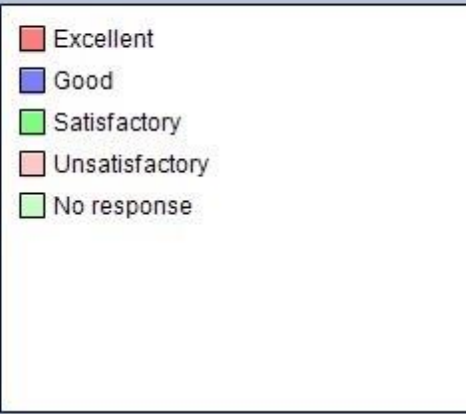 Excellent
Good
Satisfactory
Unsatisfactory
No response